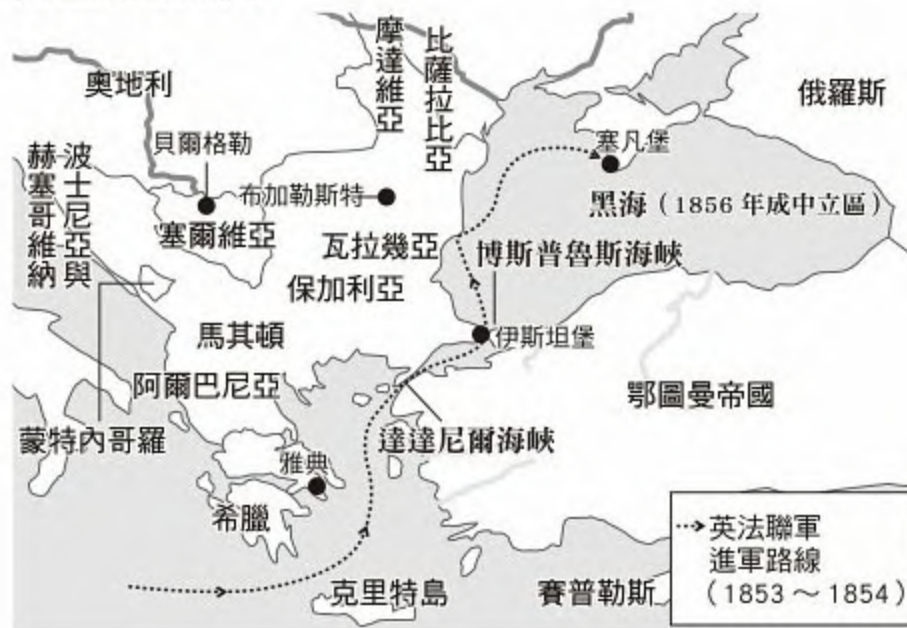 奧地利
摩達維亞
比薩拉比亞
俄羅斯
貝爾格勒
塞凡堡
波士尼亞與
赫塞哥維納
布加勒斯特
黑海（1856 年成中立區）
塞爾維亞
瓦拉幾亞
博斯普魯斯海峽
保加利亞
馬其頓
伊斯坦堡
阿爾巴尼亞
鄂圖曼帝國
蒙特內哥羅
達達尼爾海峽
雅典
希臘
英法聯軍
進軍路線
（1853～1854）
克里特島
賽普勒斯